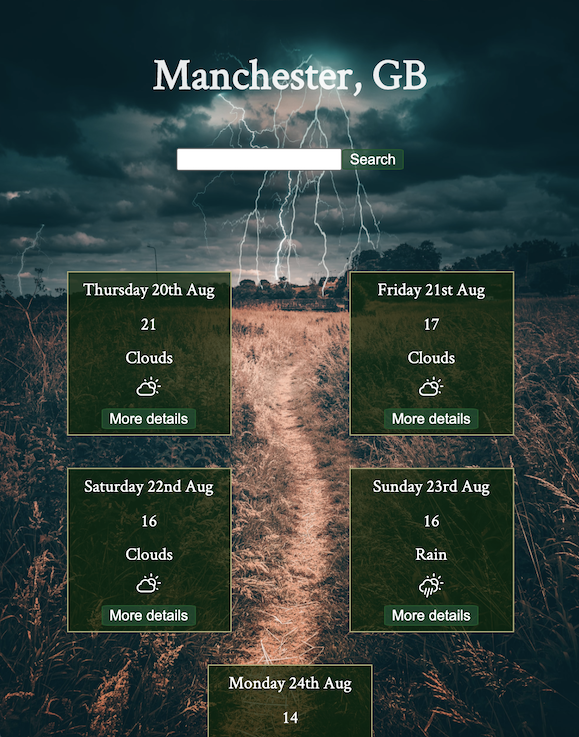 Manchester, GB
Search
Thursday 20th Aug
21
Clouds
More details
Friday 21st Aug
17
Clouds
More details
Saturday 22nd Aug
16
Clouds
More details
Sunday 23rd Aug
16
Rain
More details
Monday 24th Aug
14